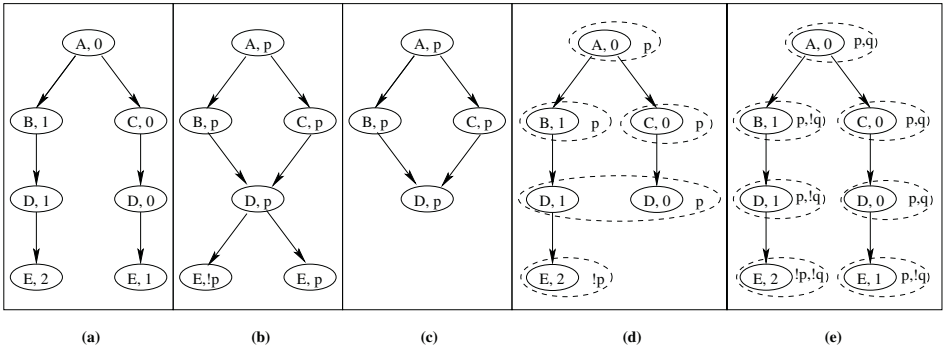 A, 0
B, 1
C, 0
D, 1
D, 0
E, 2
E, 1
(a)
A, p
B, p
C, p
D, p
E,!p
E, p
(b)
A, p
B, p
C, p
D, p
(c)
A, 0 p
B, 1 p
C, 0 p
D, 1
D, 0 p
E, 2 !p
(d)
A, 0 p,q
B, 1 p,!q
C, 0 p,q
D, 1 p,!q
D, 0 p,q
E, 2 !p,!q
E, 1 p,!q
(e)